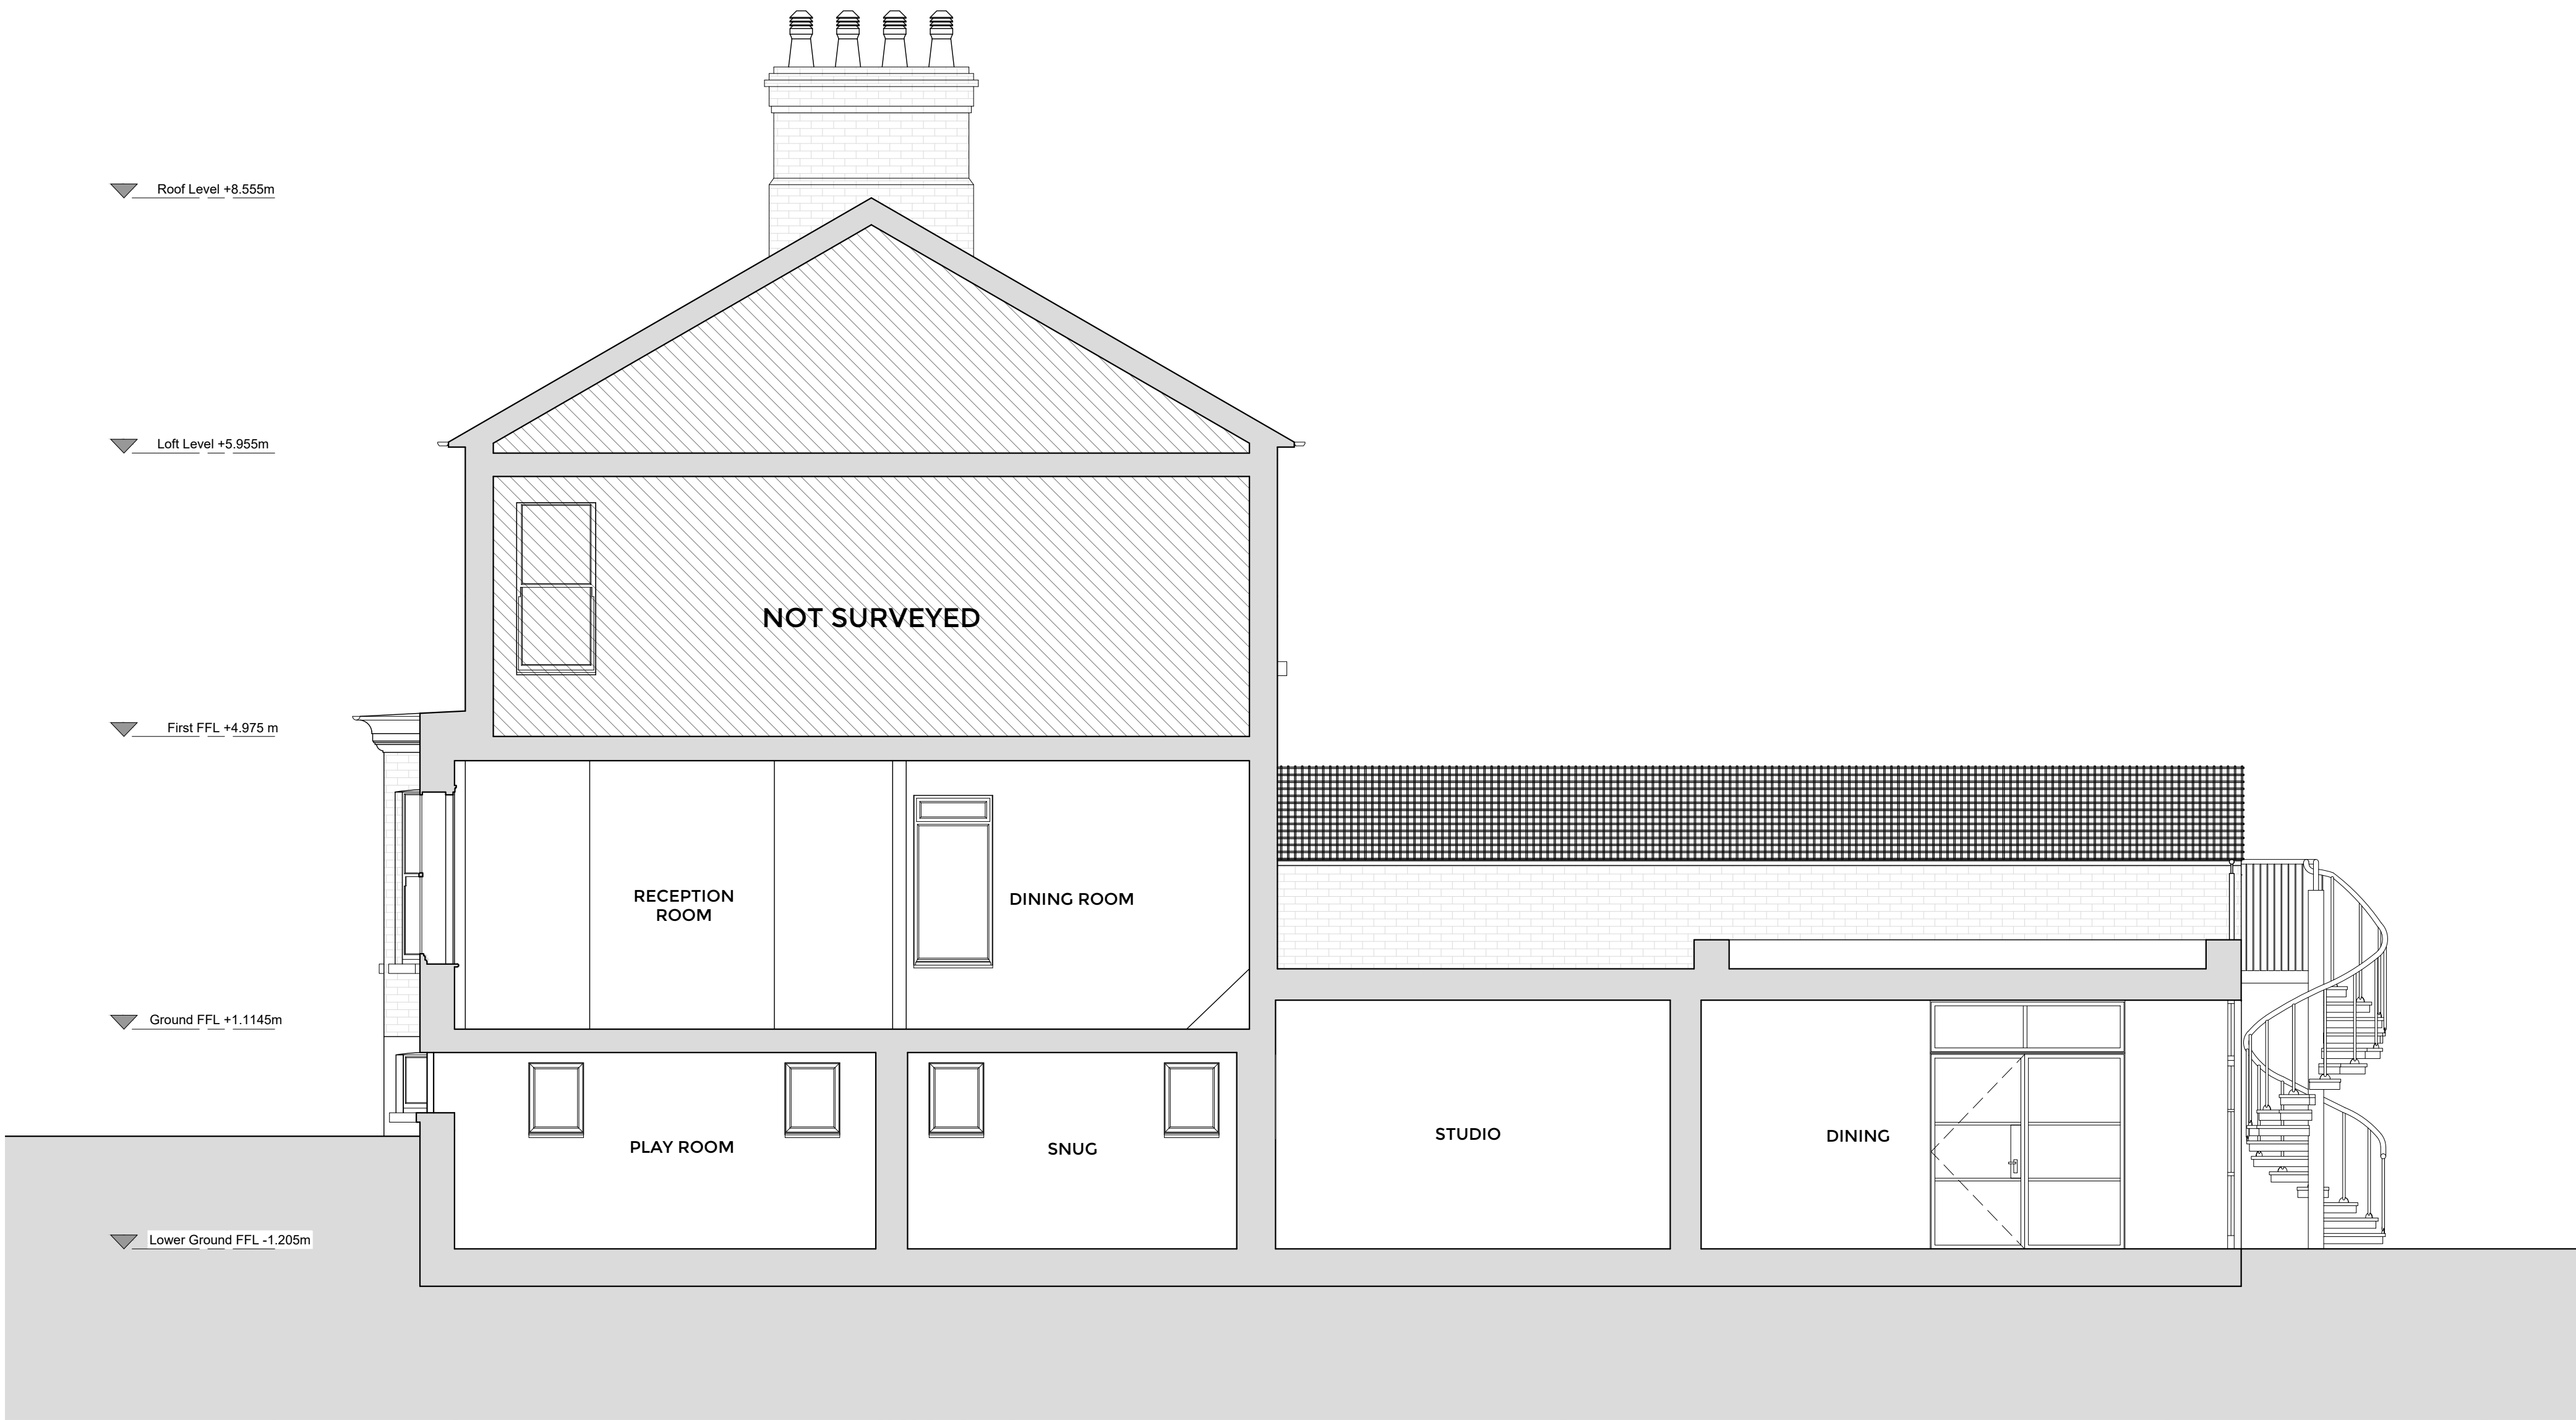 Roof Level +8.555m
Loft Level +5.955m
NOT SURVEYED
First FFL +4.975 m
RECEPTION
ROOM
DINING ROOM
Ground FFL +1.1145m
PLAY ROOM
SNUG
STUDIO
DINING
Lower Ground FFL -1.205m